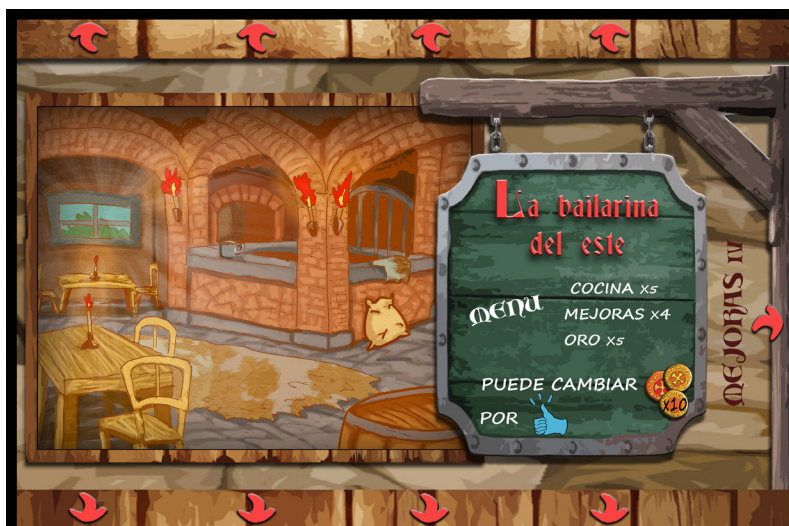 La bailarina
del este
MENU
COCINA x5
MEJORAS x4
ORO x5
PUEDE CAMBIAR
x10
POR
MEJORAS IV